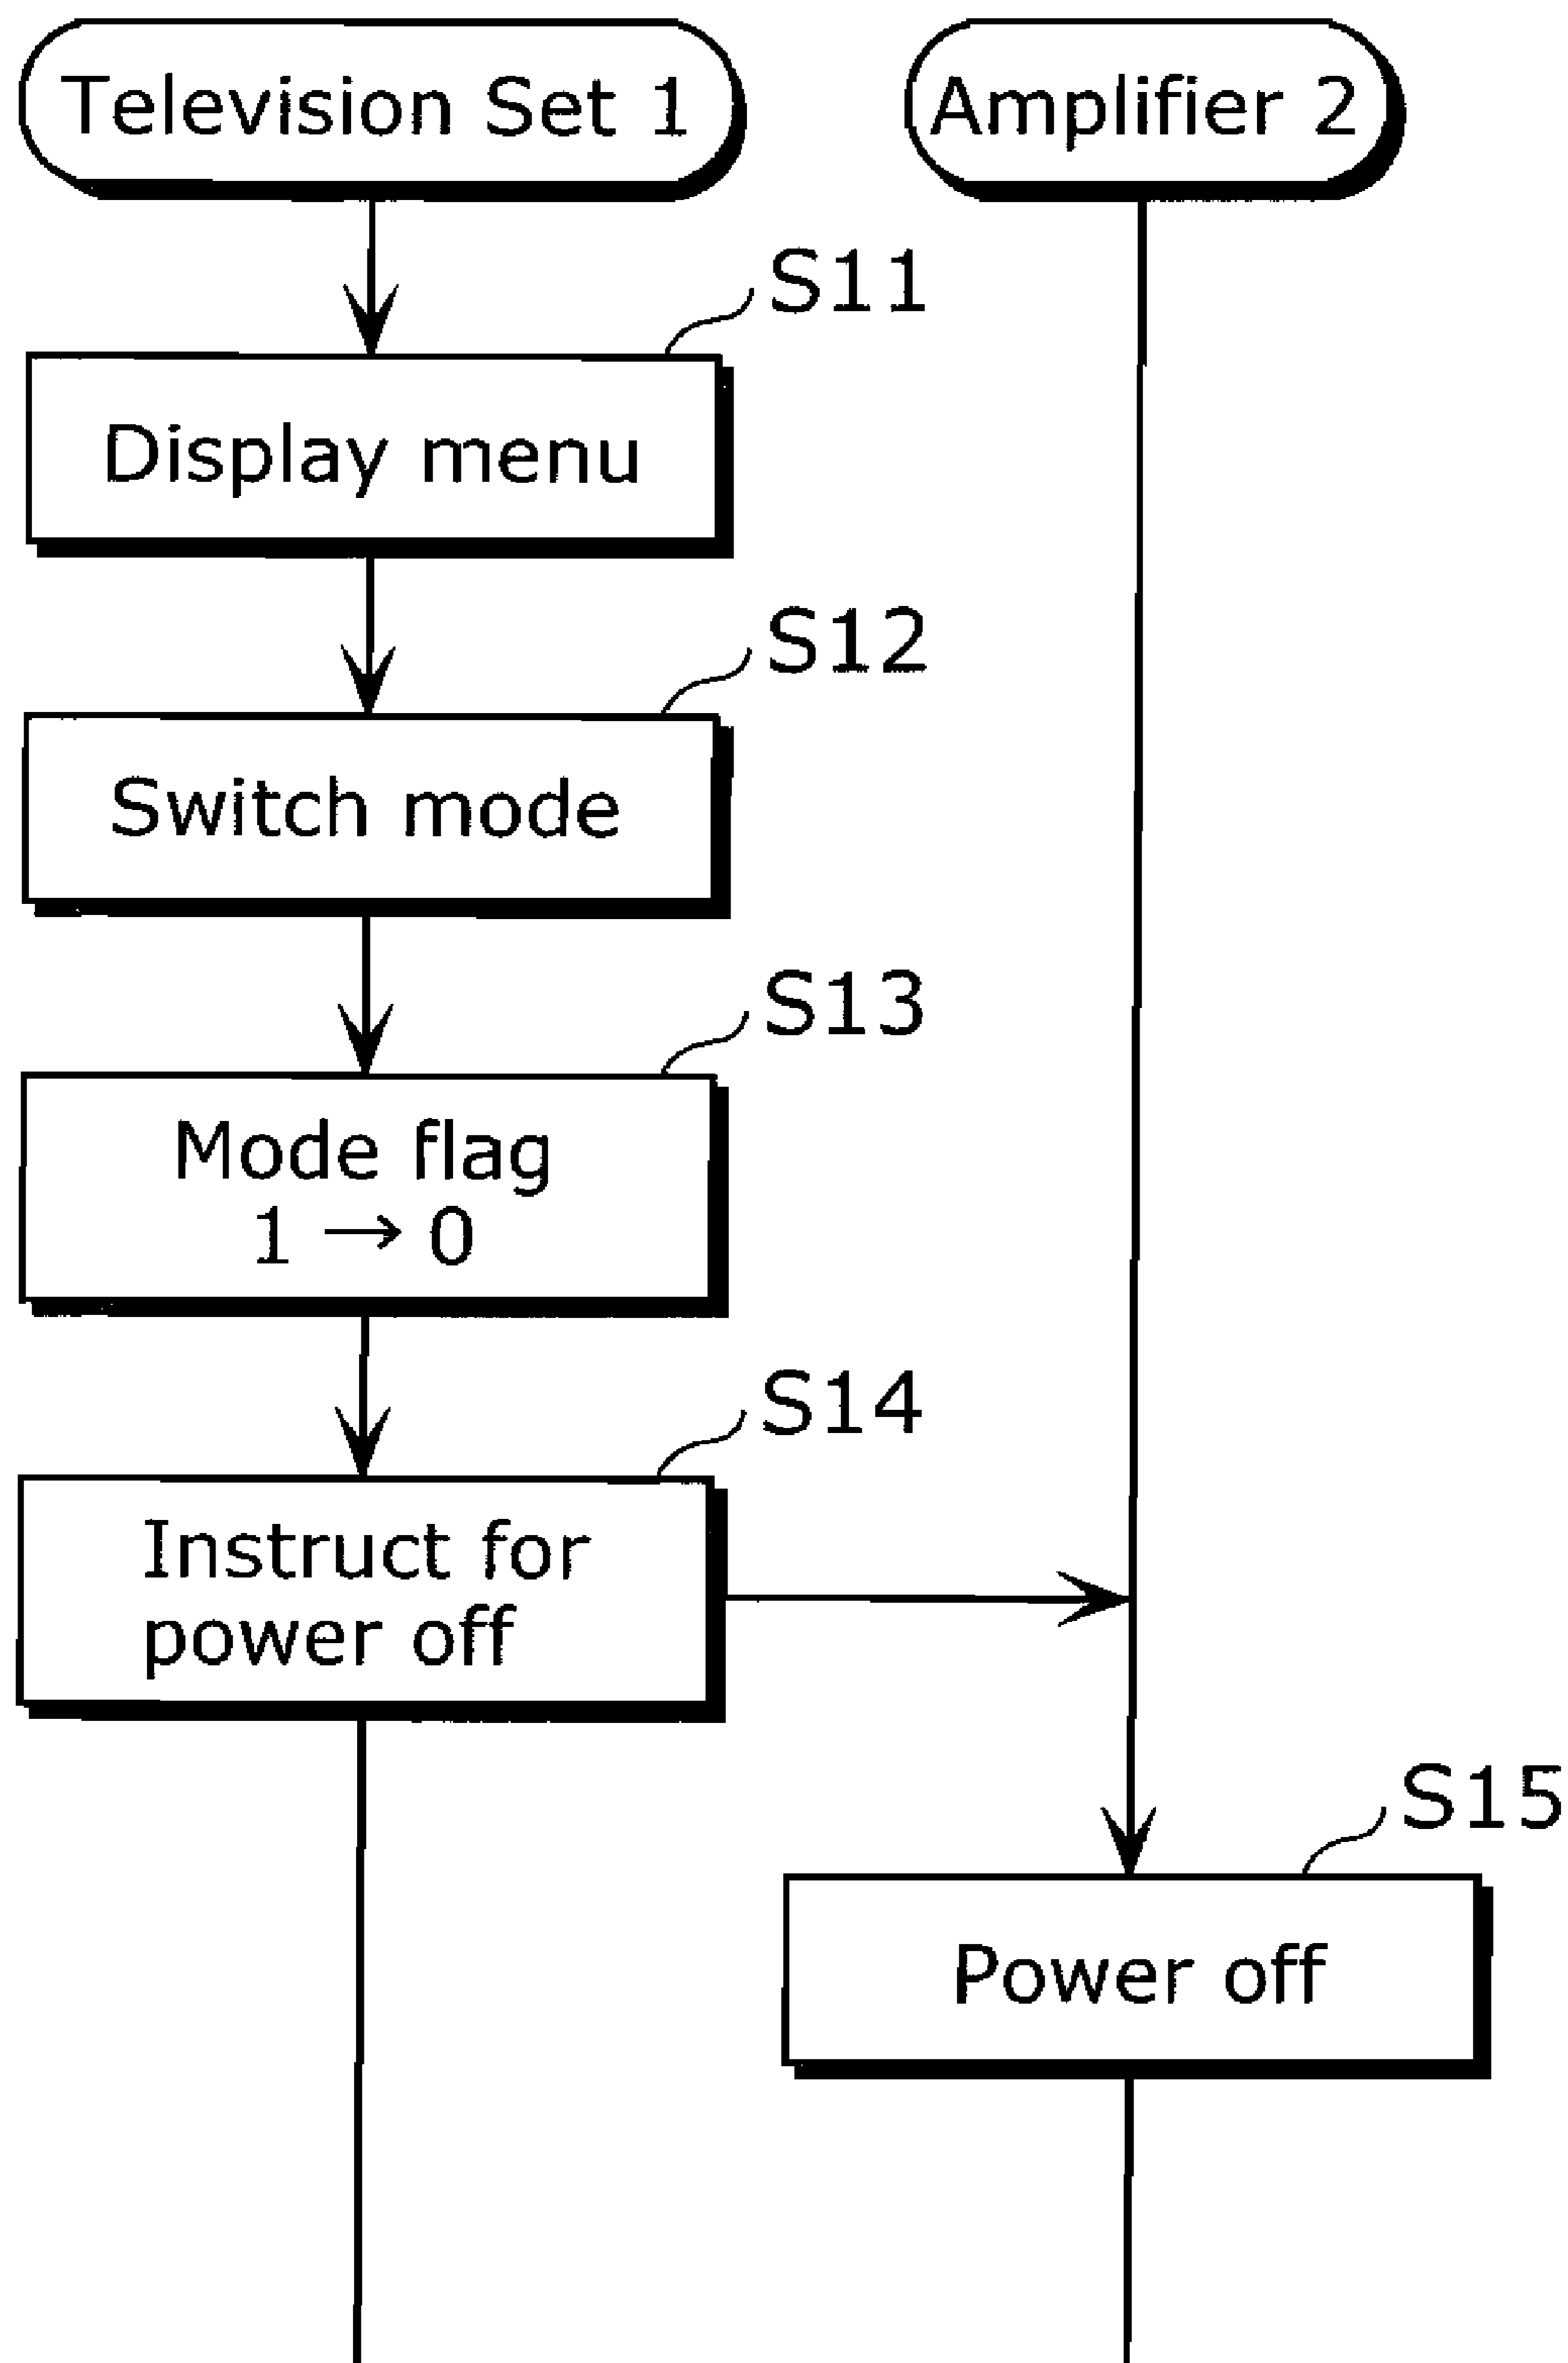 Television Set 1
Amplifier 2
S11
Display menu
S12
Switch mode
S13
Mode flag
1 → 0
S14
Instruct for
power off
S15
Power off